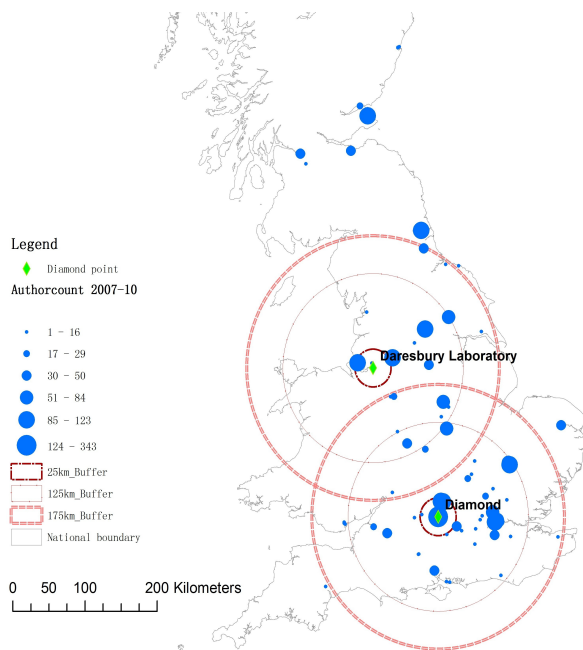 Legend
Diamond point
Authorcount 2007-10
1 - 16
17 - 29
30 - 50
51 - 84
85 - 123
124 - 343
25km_Buffer
125km_Buffer
175km_Buffer
National boundary
0 50 100 200 Kilometers
Daresbury Laboratory
Diamond